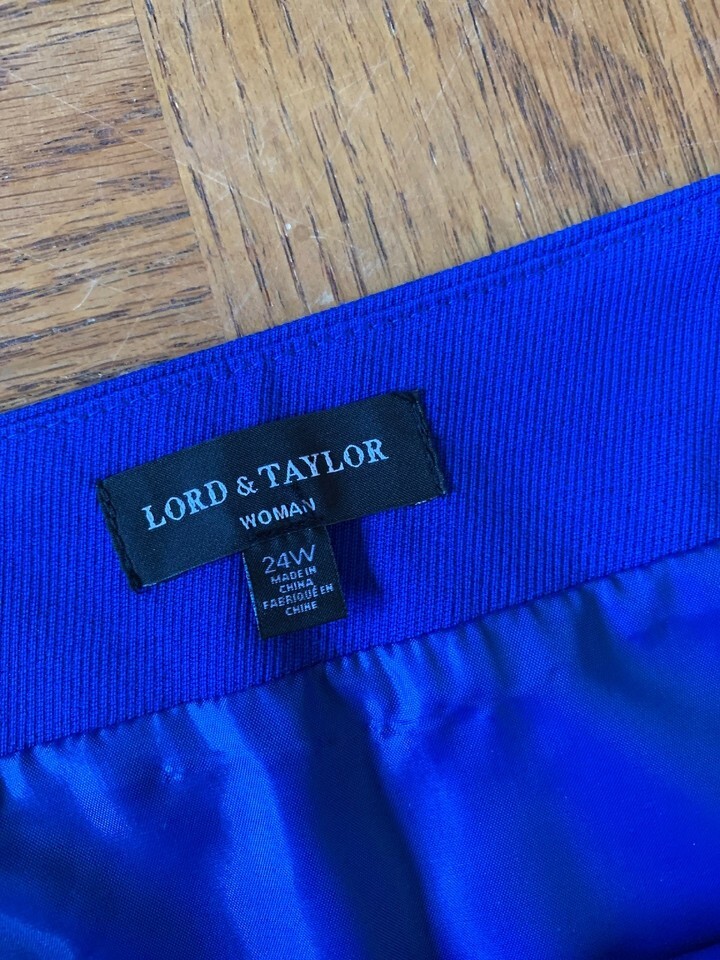 LORD & TAYLOR
WOMAN
24W
MADE IN
CHINA
FABRIQUÉ EN
CHINE